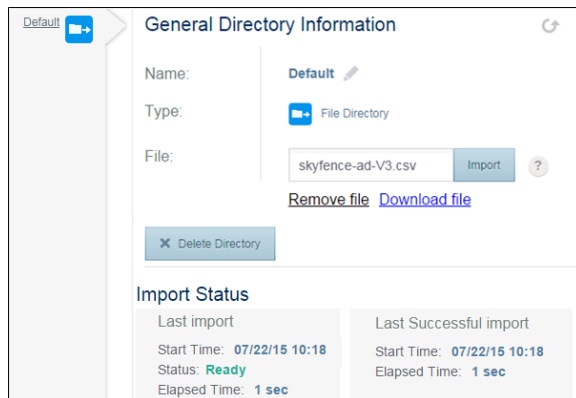 Default
General Directory Information
Name: Default
Type: File Directory
File: skyfence-ad-V3.csv Import ?
Remove file Download file
Delete Directory
Import Status
Last import
Start Time: 07/22/15 10:18
Status: Ready
Elapsed Time: 1 sec
Last Successful import
Start Time: 07/22/15 10:18
Elapsed Time: 1 sec